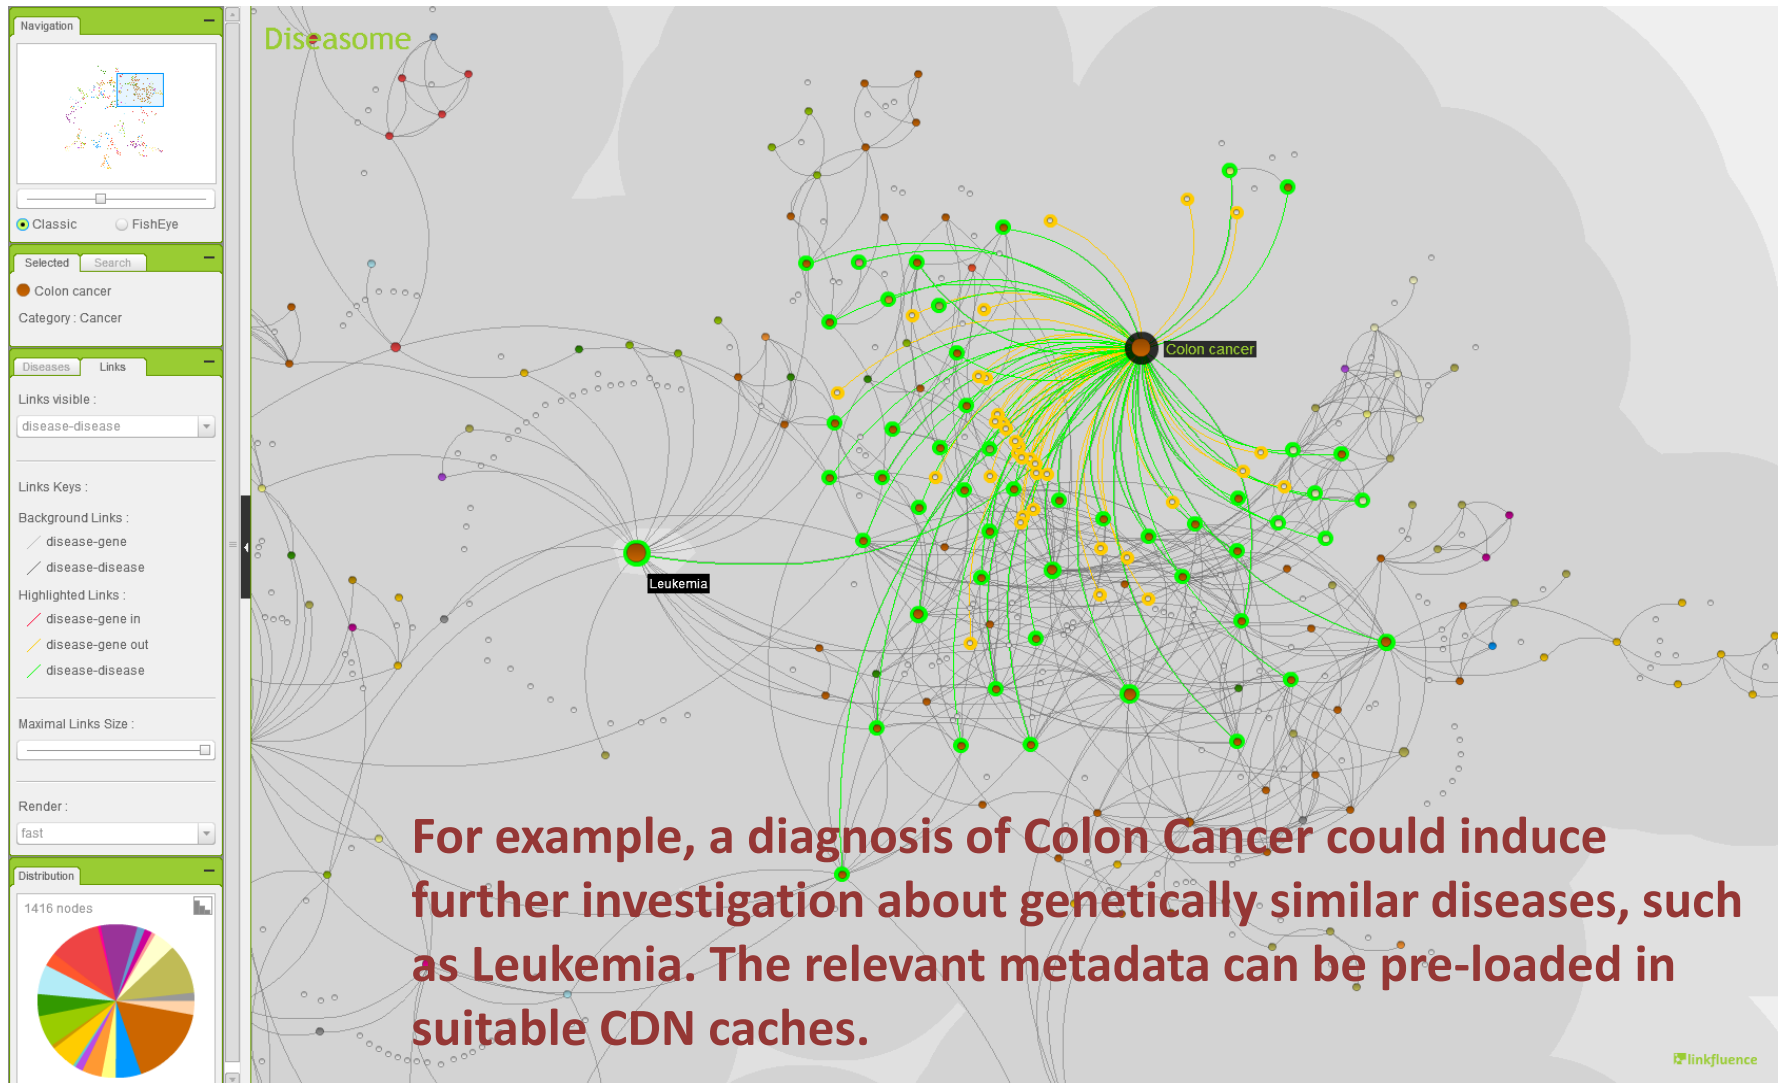 Navigation
Classic
FishEye
Selected
Search
Colon cancer
Category : Cancer
Diseases
Links
Links visible :
disease-disease
Links Keys :
Background Links :
disease-gene
disease-disease
Highlighted Links :
disease-gene in
disease-gene out
disease-disease
Maximal Links Size :
Render :
fast
Distribution
1416 nodes
Diseasome
Colon cancer
Leukemia
For example, a diagnosis of Colon Cancer could induce
further investigation about genetically similar diseases, such
as Leukemia. The relevant metadata can be pre-loaded in
suitable CDN caches.
linkfluence